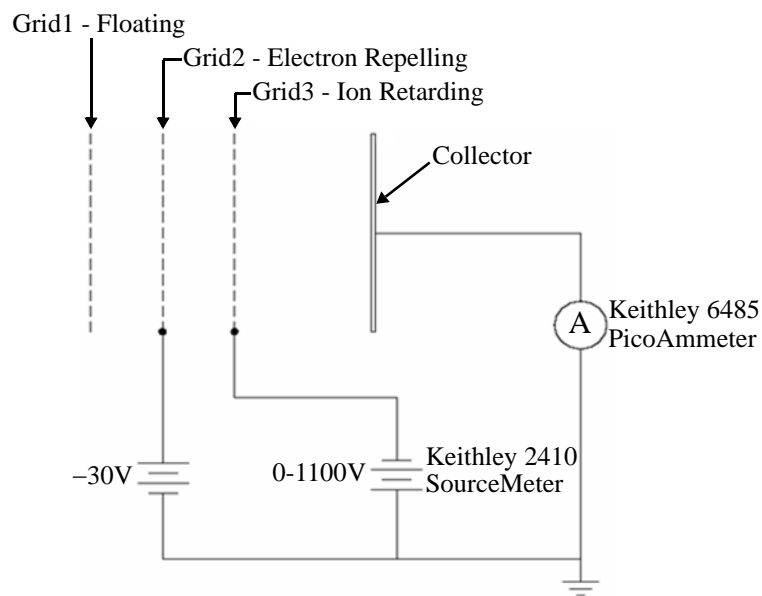 Grid1 - Floating
Grid2 - Electron Repelling
Grid3 - Ion Retarding
Collector
A
Keithley 6485
PicoAmmeter
−30V
0-1100V
Keithley 2410
SourceMeter